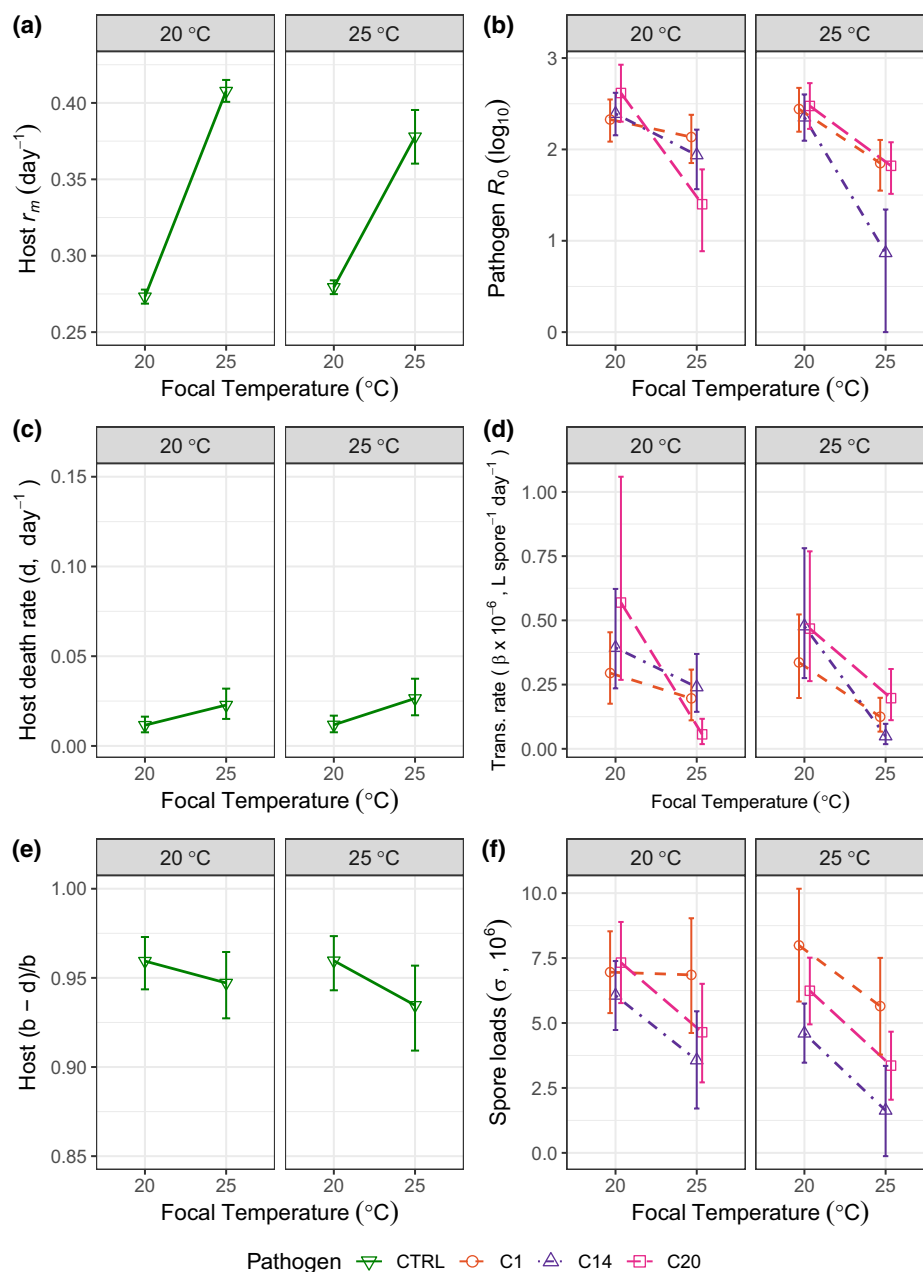 (a)
20 °C
25 °C
Host rm (day−1)
0.40
0.35
0.30
0.25
20
25
20
25
Focal Temperature (°C)
(b)
20 °C
25 °C
Pathogen R0 (log10)
3
2
1
0
20
25
20
25
Focal Temperature (°C)
(c)
20 °C
25 °C
Host death rate (d, day−1)
0.15
0.10
0.05
0.00
20
25
20
25
Focal Temperature (°C)
(d)
20 °C
25 °C
Trans. rate ( β x 10−6 , L spore−1 day−1 )
1.00
0.75
0.50
0.25
0.00
20
25
20
25
Focal Temperature (°C)
(e)
20 °C
25 °C
Host (b − d)/b
1.00
0.95
0.90
0.85
20
25
20
25
Focal Temperature (°C)
(f)
20 °C
25 °C
Spore loads (σ , 106)
10.0
7.5
5.0
2.5
0.0
20
25
20
25
Focal Temperature (°C)
Pathogen CTRL C1 C14 C20